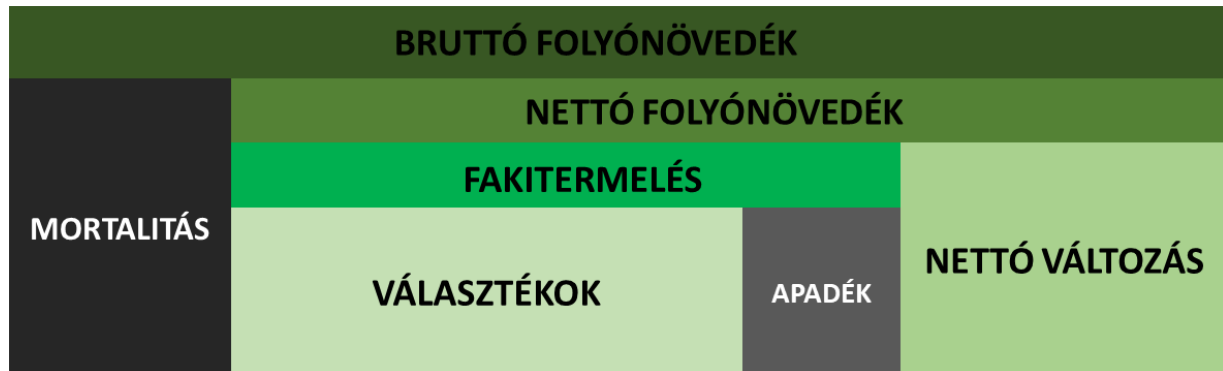 BRUTTÓ FOLYÓNÖVEDÉK
NETTÓ FOLYÓNÖVEDÉK
FAKITERMELÉS
MORTALITÁS
VÁLASZTÉKOK
APADÉK
NETTÓ VÁLTOZÁS